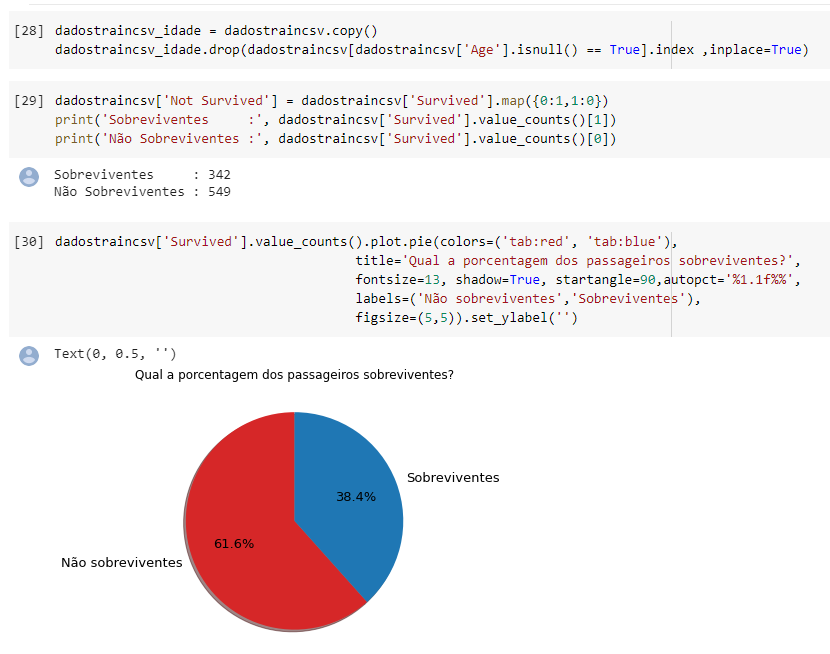 [28] dadostraincsv_idade = dadostraincsv.copy()
dadostraincsv_idade.drop(dadostraincsv[dadostraincsv['Age'].isnull() == True].index ,inplace=True)
[29] dadostraincsv['Not Survived'] = dadostraincsv['Survived'].map({0:1,1:0})
print('Sobreviventes     :', dadostraincsv['Survived'].value_counts()[1])
print('Não Sobreviventes :', dadostraincsv['Survived'].value_counts()[0])
Sobreviventes     : 342
Não Sobreviventes : 549
[30] dadostraincsv['Survived'].value_counts().plot.pie(colors=('tab:red', 'tab:blue'),
title='Qual a porcentagem dos passageiros sobreviventes?',
fontsize=13, shadow=True, startangle=90,autopct='%1.1f%%',
labels=('Não sobreviventes','Sobreviventes'),
figsize=(5,5)).set_ylabel('')
Text(0, 0.5, '')
Qual a porcentagem dos passageiros sobreviventes?
Sobreviventes
38.4%
61.6%
Não sobreviventes